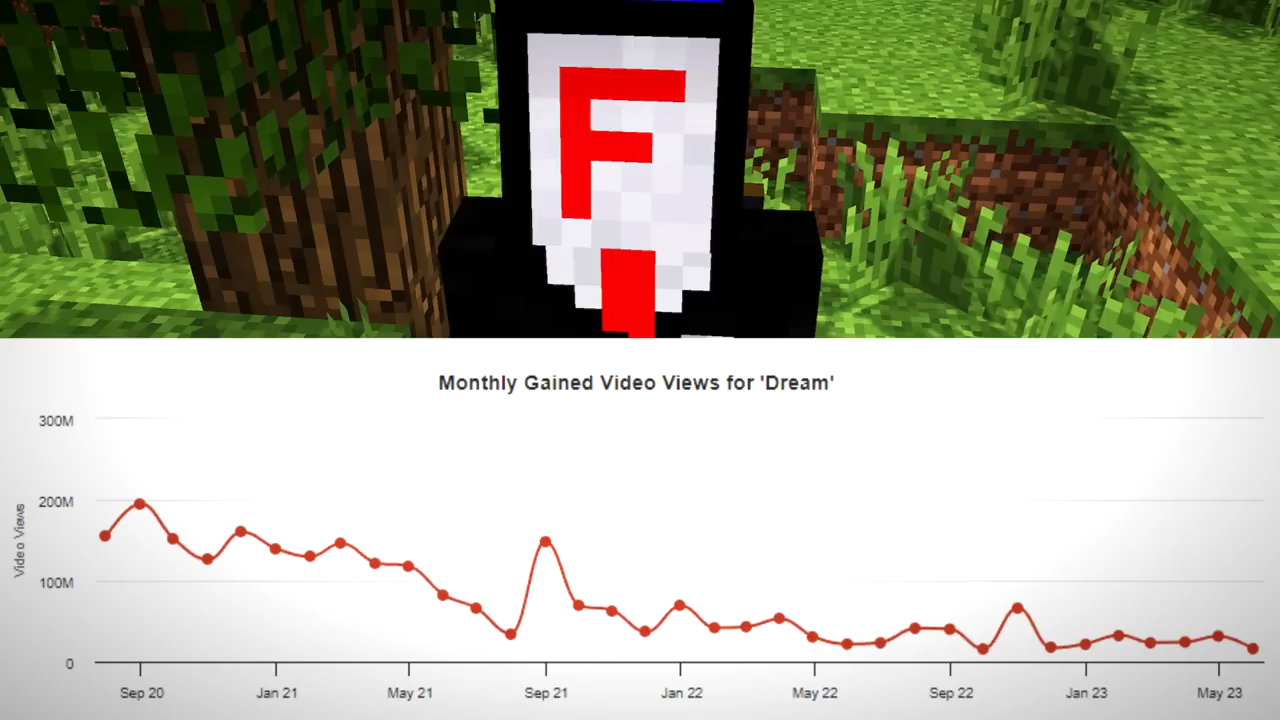 F
Monthly Gained Video Views for 'Dream'
300M
200M
100M
0
Video Views
Sep 20 Jan 21 May 21 Sep 21 Jan 22 May 22 Sep 22 Jan 23 May 23